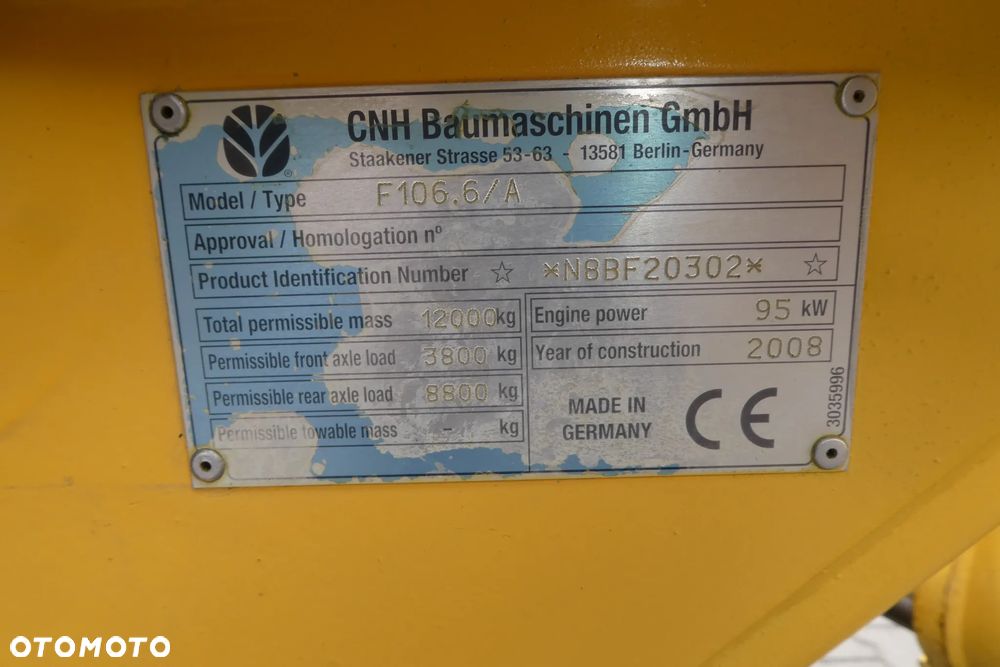 CNH Baumaschinen GmbH
Staakener Strasse 53-63 - 13581 Berlin-Germany
®
Model / Type F106.6/A
Approval / Homologation nº
Product Identification Number ☆ *N8BF20302* ☆
Total permissible mass 12000 kg
Permissible front axle load 3800 kg
Permissible rear axle load 8800 kg
Permissible towable mass - kg
Engine power 95 kW
Year of construction 2008
MADE IN
GERMANY
CE
3035996
OTOMOTO